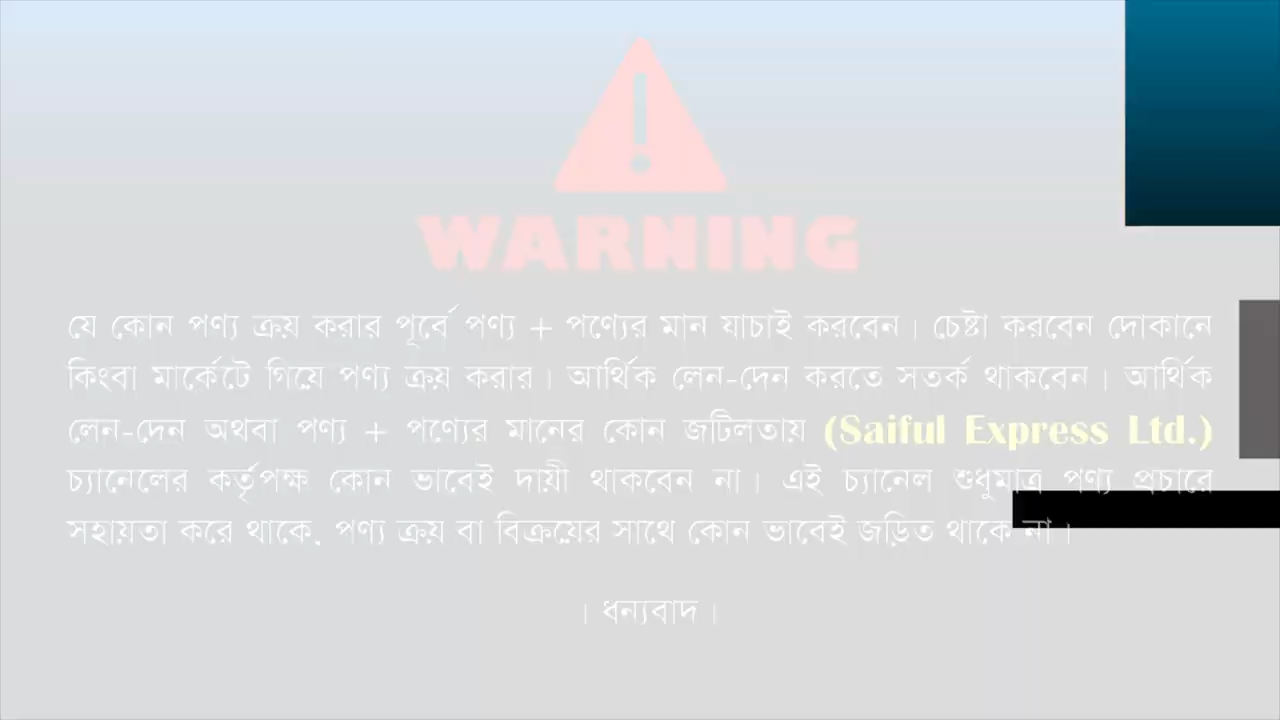 WARNING
যে কোন পণ্য ক্রয় করার পূর্বে পণ্য + পণ্যের মান যাচাই করবেন। চেষ্টা করবেন দোকানে
কিংবা মার্কেটে গিয়ে পণ্য ক্রয় করার। আর্থিক লেন-দেন করতে সতর্ক থাকবেন। আর্থিক
লেন-দেন অথবা পণ্য + পণ্যের মানের কোন জটিলতায় (Saiful Express Ltd.)
চ্যানেলের কর্তৃপক্ষ কোন ভাবেই দায়ী থাকবেন না। এই চ্যানেল শুধুমাত্র পণ্য প্রচারে
সহায়তা করে থাকে, পণ্য ক্রয় বা বিক্রয়ের সাথে কোন ভাবেই জড়িত থাকে না।
। ধন্যবাদ।